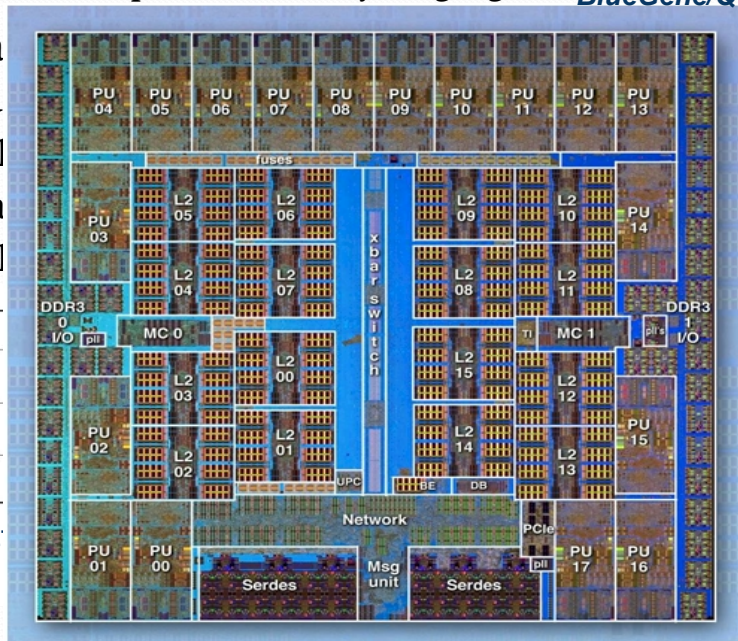 BlueGene/Q
PU 04
PU 05
PU 06
PU 07
PU 08
PU 09
PU 10
PU 11
PU 12
PU 13
fuses
PU 03
L2 05
L2 06
xbar switch
L2 09
L2 10
PU 14
L2 04
L2 07
L2 08
L2 11
DDR3 0 I/O
pll
MC 0
TI
MC 1
pll's
DDR3 1 I/O
L2 03
L2 00
L2 15
L2 12
PU 02
L2 02
L2 01
L2 14
L2 13
PU 15
UPC
BE
DB
Network
PCIe
PU 01
PU 00
Serdes
Msg unit
Serdes
pll
PU 17
PU 16